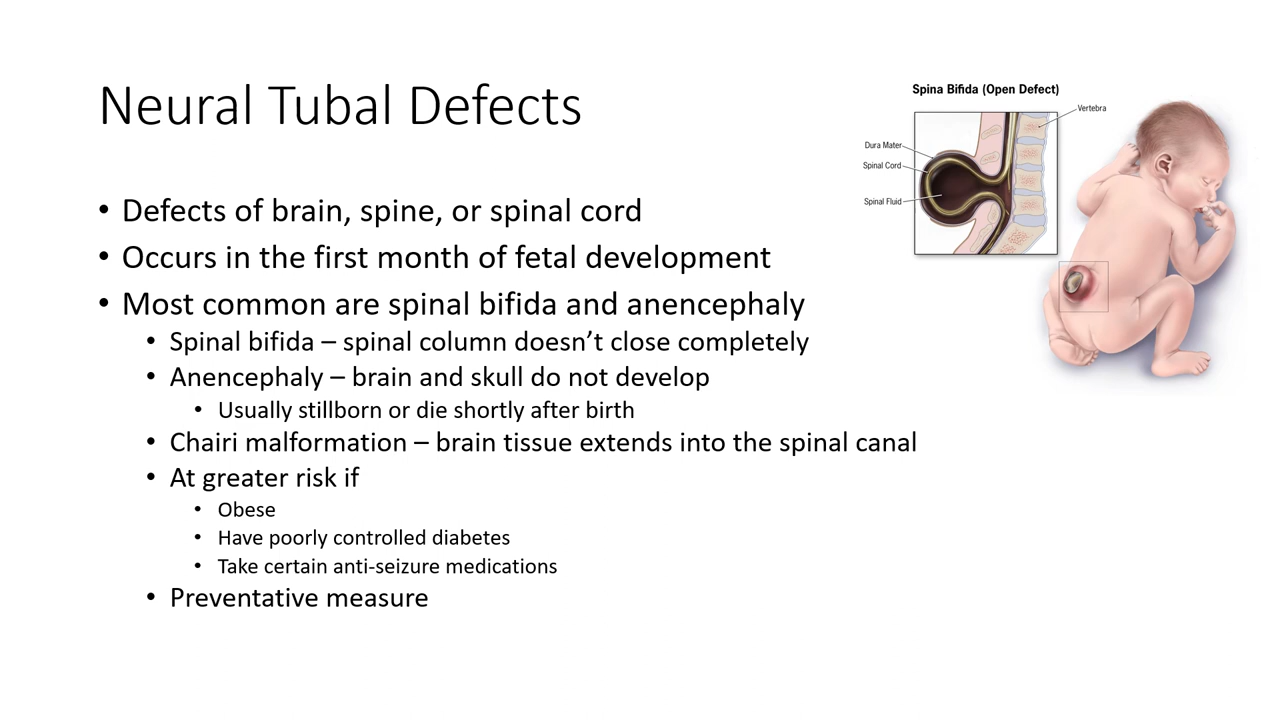 Neural Tubal Defects
• Defects of brain, spine, or spinal cord
• Occurs in the first month of fetal development
• Most common are spinal bifida and anencephaly
• Spinal bifida – spinal column doesn’t close completely
• Anencephaly – brain and skull do not develop
• Usually stillborn or die shortly after birth
• Chairi malformation – brain tissue extends into the spinal canal
• At greater risk if
• Obese
• Have poorly controlled diabetes
• Take certain anti-seizure medications
• Preventative measure
Spina Bifida (Open Defect)
Vertebra
Dura Mater
Spinal Cord
Spinal Fluid